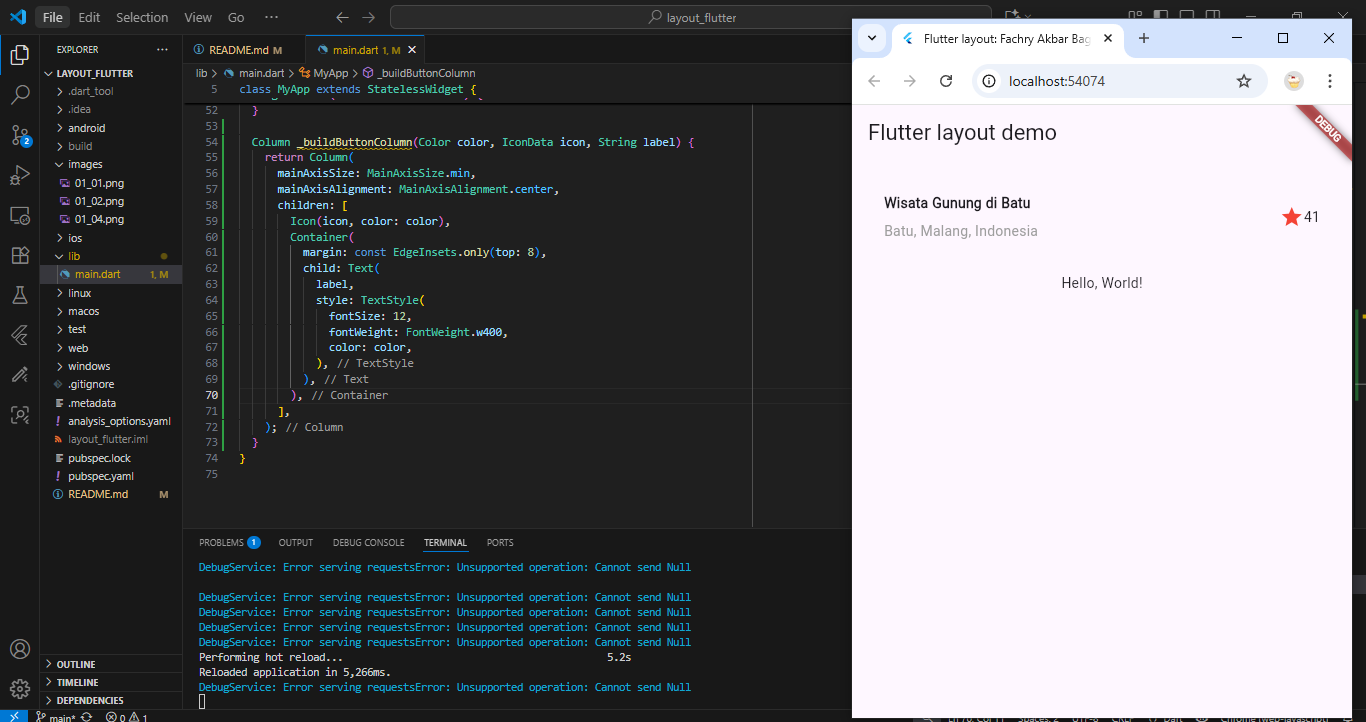 File Edit Selection View Go ··· layout_flutter
EXPLORER ···
LAYOUT_FLUTTER
.dart_tool
.idea
android
build
images
01_01.png
01_02.png
01_04.png
ios
lib
main.dart 1, M
linux
macos
test
web
windows
.gitignore
.metadata
analysis_options.yaml
layout_flutter.iml
pubspec.lock
pubspec.yaml
README.md M
OUTLINE
TIMELINE
DEPENDENCIES
2
README.md M main.dart 1, M
lib > main.dart > MyApp > _buildButtonColumn
5 class MyApp extends StatelessWidget {
52 }
53
54 Column _buildButtonColumn(Color color, IconData icon, String label) {
55 return Column(
56 mainAxisSize: MainAxisSize.min,
57 mainAxisAlignment: MainAxisAlignment.center,
58 children: [
59 Icon(icon, color: color),
60 Container(
61 margin: const EdgeInsets.only(top: 8),
62 child: Text(
63 label,
64 style: TextStyle(
65 fontSize: 12,
66 fontWeight: FontWeight.w400,
67 color: color,
68 ), // TextStyle
69 ), // Text
70 ), // Container
71 ],
72 ); // Column
73 }
74 }
75
PROBLEMS 1 OUTPUT DEBUG CONSOLE TERMINAL PORTS
DebugService: Error serving requestsError: Unsupported operation: Cannot send Null
DebugService: Error serving requestsError: Unsupported operation: Cannot send Null
DebugService: Error serving requestsError: Unsupported operation: Cannot send Null
DebugService: Error serving requestsError: Unsupported operation: Cannot send Null
DebugService: Error serving requestsError: Unsupported operation: Cannot send Null
Performing hot reload... 5.2s
Reloaded application in 5,266ms.
DebugService: Error serving requestsError: Unsupported operation: Cannot send Null
main* 0 1
Flutter layout: Fachry Akbar Bag
localhost:54074
Flutter layout demo
DEBUG
Wisata Gunung di Batu
Batu, Malang, Indonesia
41
Hello, World!